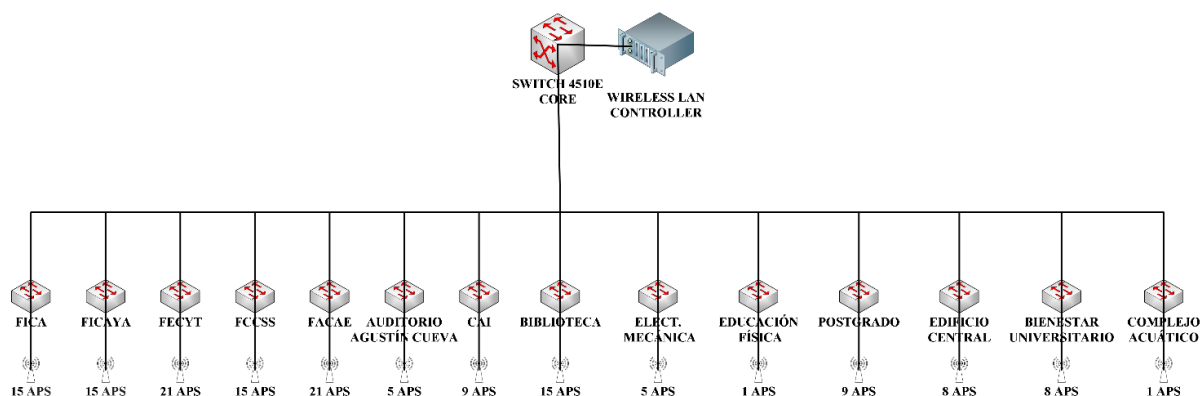 SWITCH 4510E
CORE
WIRELESS LAN
CONTROLLER
FICA
FICAYA
FECYT
FCCSS
FACAE
AUDITORIO
AGUSTÍN CUEVA
CAI
BIBLIOTECA
ELECT.
MECÁNICA
EDUCACIÓN
FÍSICA
POSTGRADO
EDIFICIO
CENTRAL
BIENESTAR
UNIVERSITARIO
COMPLEJO
ACUÁTICO
15 APS
15 APS
21 APS
15 APS
21 APS
5 APS
9 APS
15 APS
5 APS
1 APS
9 APS
8 APS
8 APS
1 APS